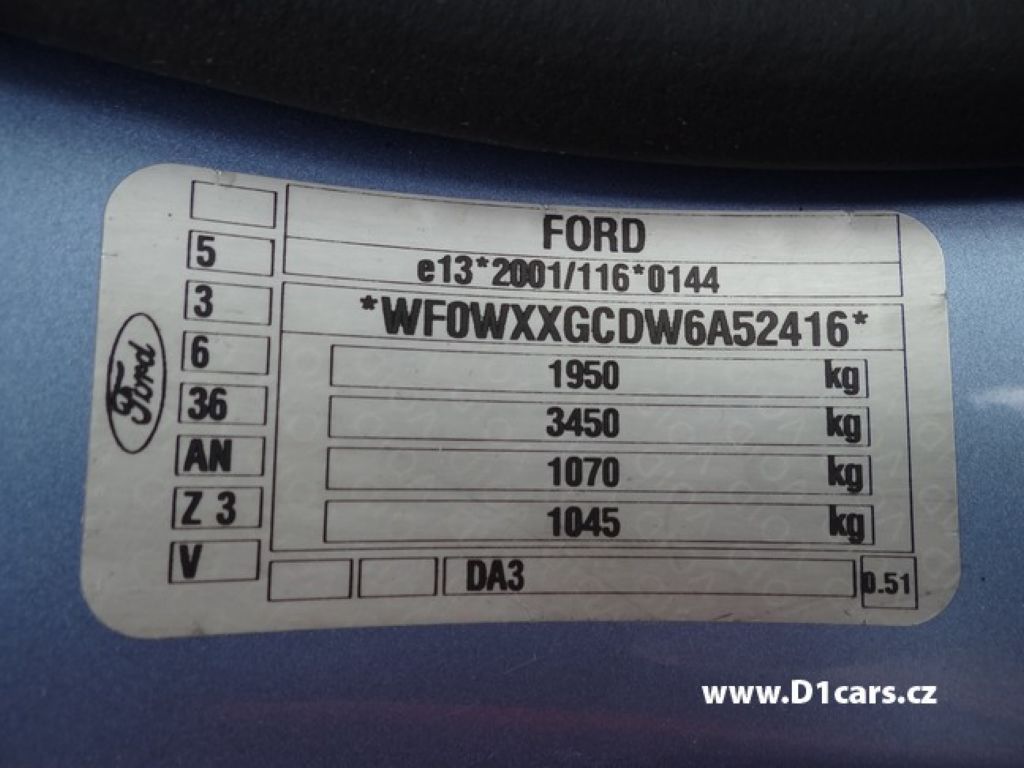 FORD
5
e13*2001/116*0144
3
*WF0WXXGCDW6A52416*
6
1950 kg
36
3450 kg
AN
1070 kg
Z 3
1045 kg
V
DA3
0.51
Ford
www.D1cars.cz